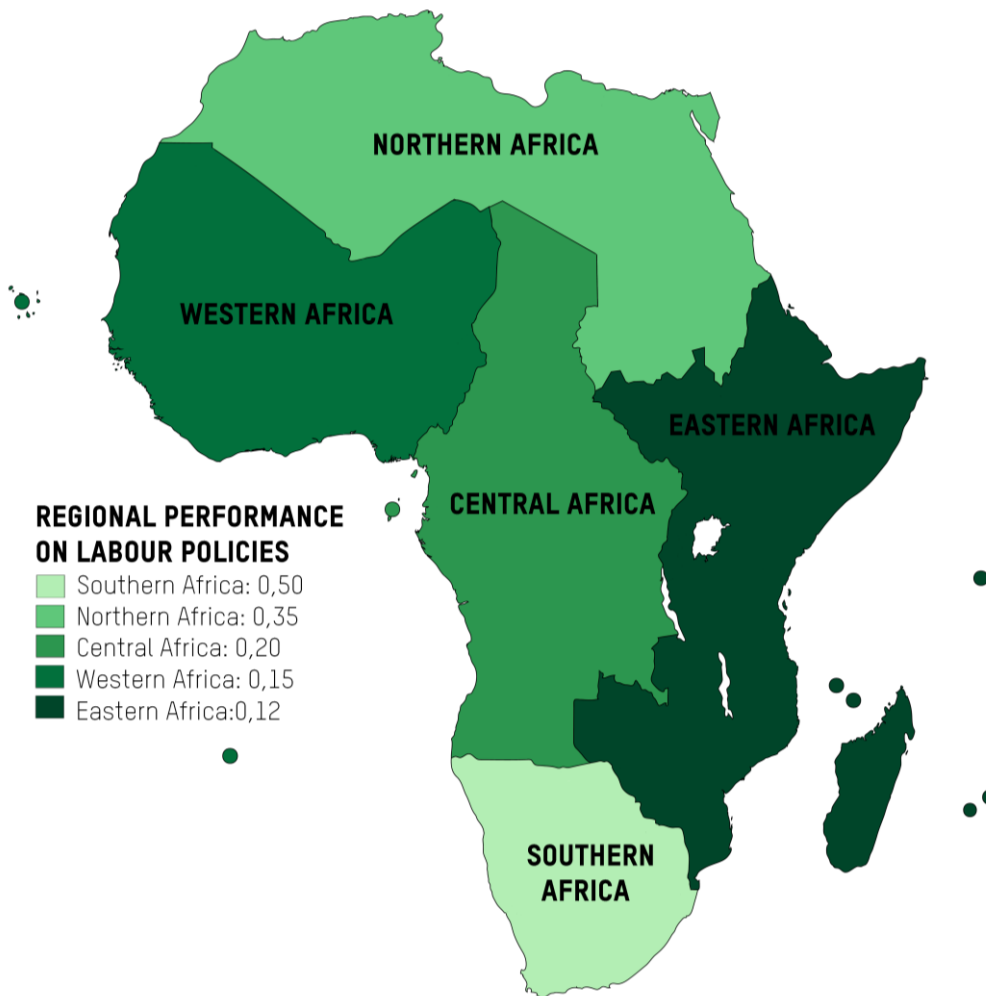 NORTHERN AFRICA
WESTERN AFRICA
EASTERN AFRICA
CENTRAL AFRICA
REGIONAL PERFORMANCE
ON LABOUR POLICIES
Southern Africa: 0,50
Northern Africa: 0,35
Central Africa: 0,20
Western Africa: 0,15
Eastern Africa:0,12
SOUTHERN
AFRICA